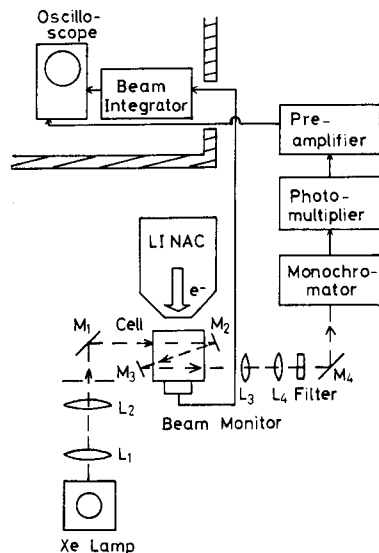 Oscillo-
scope
Beam
Integrator
Pre-
amplifier
Photo-
multiplier
Monochro-
mator
LINAC
e-
M1
Cell
M2
M3
L3
L4
Filter
M4
Beam Monitor
L2
L1
Xe Lamp